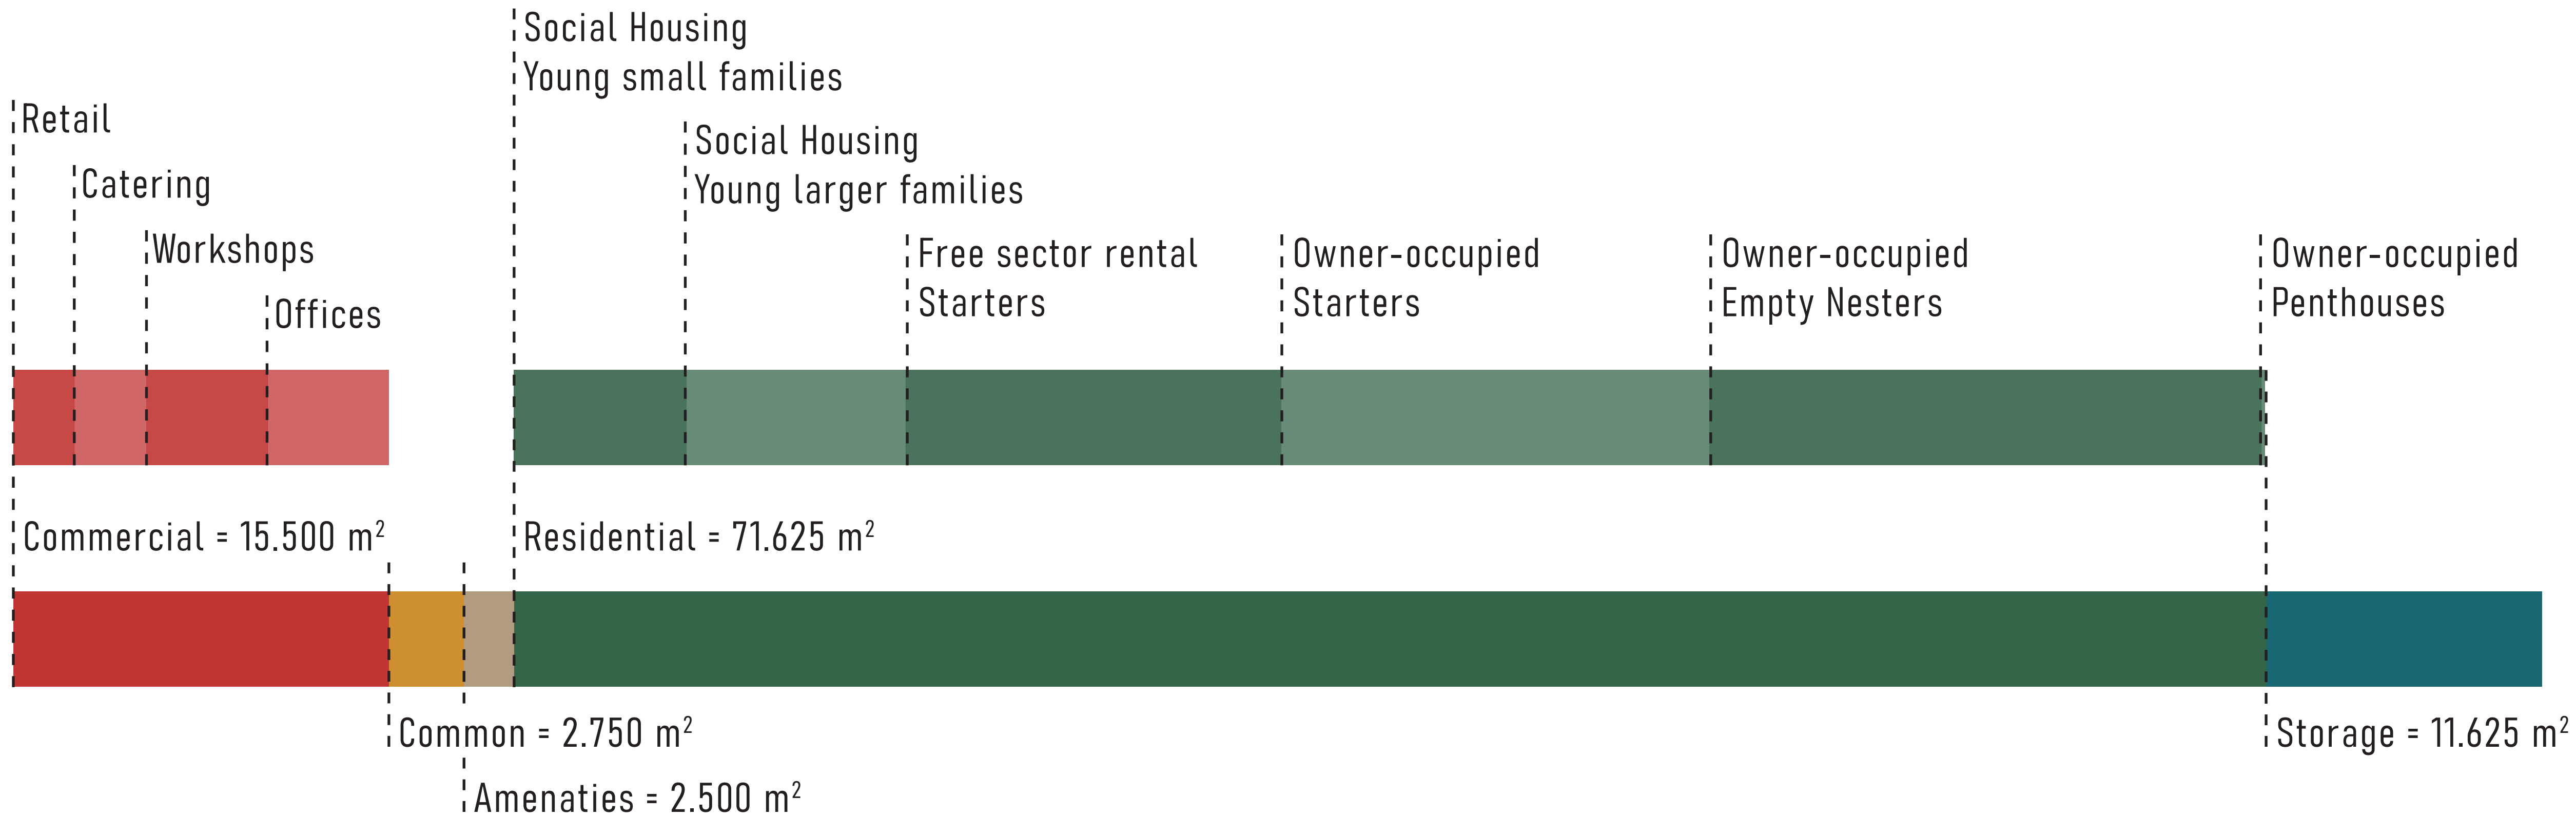 Social Housing
Young small families
Retail
Social Housing
Young larger families
Catering
Workshops
Free sector rental
Starters
Owner-occupied
Starters
Owner-occupied
Empty Nesters
Owner-occupied
Penthouses
Offices
Commercial = 15.500 m²
Residential = 71.625 m²
Common = 2.750 m²
Storage = 11.625 m²
Amenaties = 2.500 m²